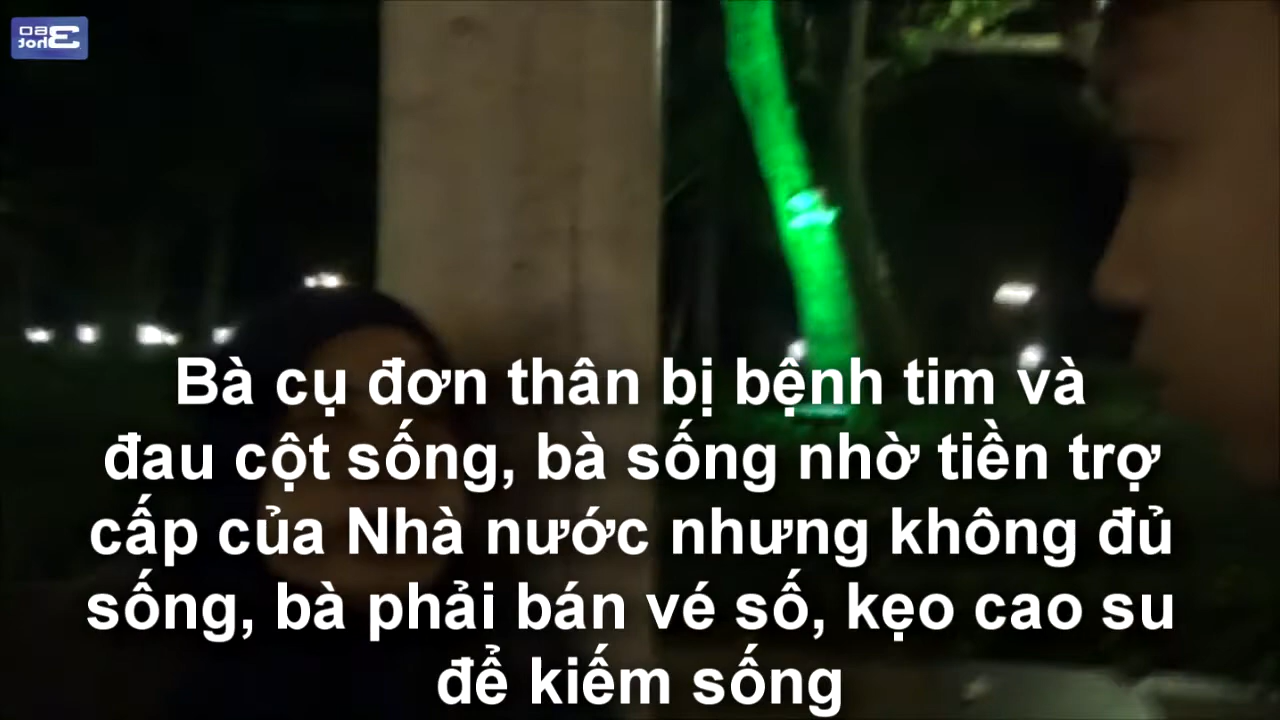 Bà cụ đơn thân bị bệnh tim và
đau cột sống, bà sống nhờ tiền trợ
cấp của Nhà nước nhưng không đủ
sống, bà phải bán vé số, kẹo cao su
để kiếm sống